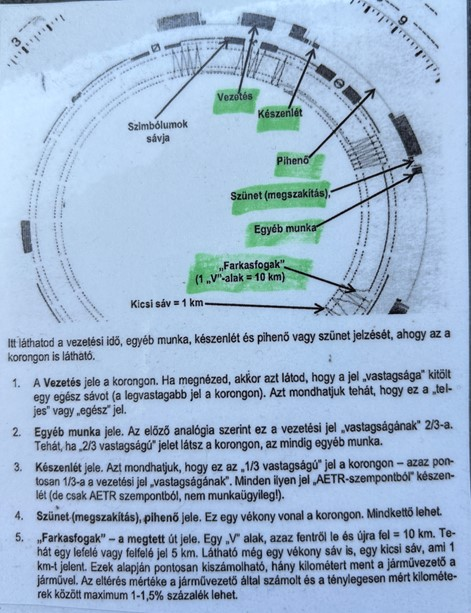 3
9
Vezetés
Készenlét
Szimbólumok
sávja
Pihenő
Szünet (megszakítás),
Egyéb munka
„Farkasfogak"
(1 „V"-alak = 10 km)
Kicsi sáv = 1 km
Itt láthatod a vezetési idő, egyéb munka, készenlét és pihenő vagy szünet jelzését, ahogy az a
korongon is látható.
1. A Vezetés jele a korongon. Ha megnézed, akkor azt látod, hogy a jel „vastagsága" kitölt
egy egész sávot (a legvastagabb jel a korongon). Azt mondhatjuk tehát, hogy ez a „tel-
jes" vagy „egész" jel.
2. Egyéb munka jele. Az előző analógia szerint ez a vezetési jel „vastagságának" 2/3-a.
Tehát, ha „2/3 vastagságú" jelet látsz a korongon, az mindig egyéb munka.
3. Készenlét jele. Azt mondhatjuk, hogy ez az „1/3 vastagságú" jel a korongon – azaz pon-
tosan 1/3-a a vezetési jel „vastagságának". Minden ilyen jel „AETR-szempontból" készen-
lét (de csak AETR szempontból, nem munkaügyileg!).
4. Szünet (megszakítás), pihenő jele. Ez egy vékony vonal a korongon. Mindkettő lehet.
5. „Farkasfogak" – a megtett út jele. Egy „V" alak, azaz fentről le és újra fel = 10 km. Te-
hát egy lefelé vagy felfelé jel 5 km. Látható még egy vékony sáv is, egy kicsi sáv, ami 1
km-t jelent. Ezek alapján pontosan kiszámolható, hány kilométert ment a járművezető a
járművel. Az eltérés mértéke a járművezető által számolt és a ténylegesen mért kilométe-
rek között maximum 1-1,5% százalék lehet.